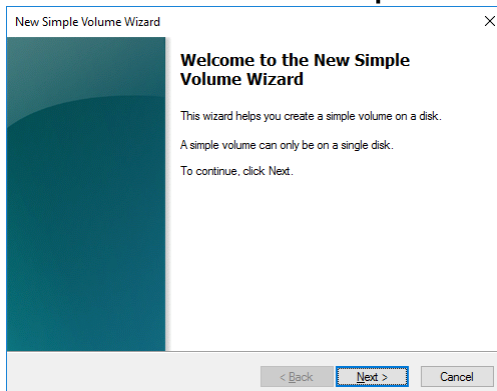 New Simple Volume Wizard
Welcome to the New Simple
Volume Wizard
This wizard helps you create a simple volume on a disk.
A simple volume can only be on a single disk.
To continue, click Next.
< Back
Next >
Cancel